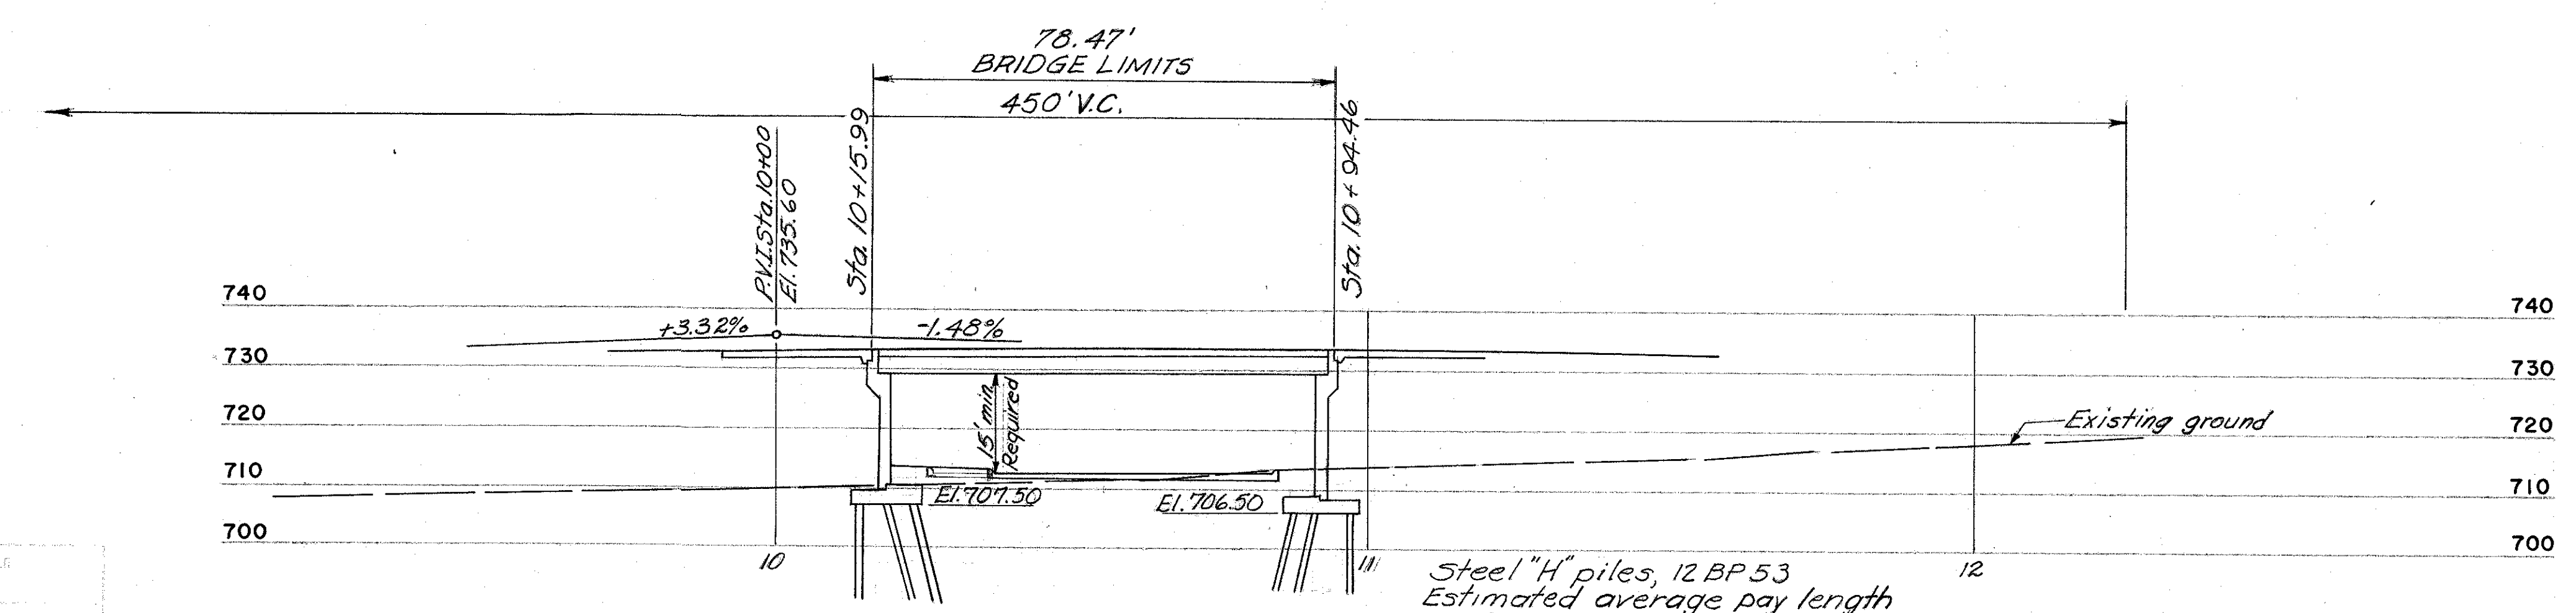 78.47'
BRIDGE LIMITS
450' V.C.
P.V.I. Sta. 10+00
El. 735.60
Sta. 10+15.99
Sta. 10+94.46
740
740
+3.32%
-1.48%
730
730
15' min.
Required
720
720
Existing ground
710
710
El. 707.50
El. 706.50
700
700
10
11
12
Steel "H" piles, 12 BP 53
Estimated average pay length